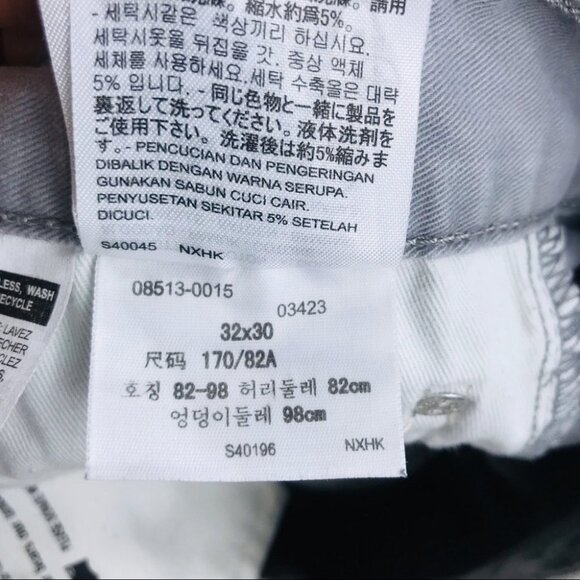 縮水約爲5%。
- 세탁시같은 색상끼리 하십시요.
세탁시옷을 뒤집을 것. 중상 액체
세제를 사용하세요.세탁 수축율은 대략
5% 입니다. - 同じ色物と一緒に製品を
裏返して洗ってください。液体洗剤を
ご使用下さい。洗濯後は約5%縮みま
す。- PENCUCIAN DAN PENGERINGAN
DIBALIK DENGAN WARNA SERUPA.
GUNAKAN SABUN CUCI CAIR.
PENYUSETAN SEKITAR 5% SETELAH
DICUCI.
S40045 NXHK
LESS, WASH
RECYCLE
LAVEZ
08513-0015
03423
32x30
尺码 170/82A
호칭 82-98 허리둘레 82cm
엉덩이둘레 98cm
S40196 NXHK